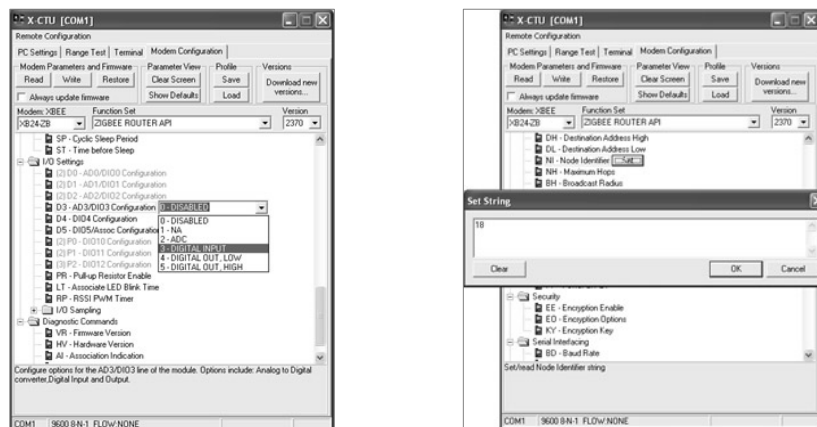 X-CTU [COM1]
Remote Configuration
PC Settings Range Test Terminal Modem Configuration
Modem Parameters and Firmware Parameter View Profile Versions
Read Write Restore Clear Screen Save Download new versions...
Always update firmware Show Defaults Load
Modem: XBEE Function Set Version
XB24-ZB ZIGBEE ROUTER API 2370
SP - Cyclic Sleep Period
ST - Time before Sleep
I/O Settings
(2) D0 - AD0/DIO0 Configuration
(2) D1 - AD1/DIO1 Configuration
(2) D2 - AD2/DIO2 Configuration
D3 - AD3/DIO3 Configuration 0 - DISABLED
D4 - DIO4 Configuration 0 - DISABLED
D5 - DIO5/Assoc Configuration 1 - NA
(2) P0 - DIO10 Configuration 2 - ADC
(2) P1 - DIO11 Configuration 3 - DIGITAL INPUT
(3) P2 - DIO12 Configuration 4 - DIGITAL OUT, LOW
PR - Pull-up Resistor Enable 5 - DIGITAL OUT, HIGH
LT - Associate LED Blink Time
RP - RSSI PWM Timer
I/O Sampling
Diagnostic Commands
VR - Firmware Version
HV - Hardware Version
AI - Association Indication
Configure options for the AD3/DIO3 line of the module. Options include: Analog to Digital
converter,Digital Input and Output.
COM1 9600 8-N-1 FLOW:NONE
X-CTU [COM1]
Remote Configuration
PC Settings Range Test Terminal Modem Configuration
Modem Parameters and Firmware Parameter View Profile Versions
Read Write Restore Clear Screen Save Download new versions...
Always update firmware Show Defaults Load
Modem: XBEE Function Set Version
XB24-ZB ZIGBEE ROUTER API 2370
DH - Destination Address High
DL - Destination Address Low
NI - Node Identifier Set
NH - Maximum Hops
BH - Broadcast Radius
Set String
18
Clear OK Cancel
Security
EE - Encryption Enable
EO - Encryption Options
KY - Encryption Key
Serial Interfacing
BD - Baud Rate
Set/read Node Identifier string
COM1 9600 8-N-1 FLOW:NONE